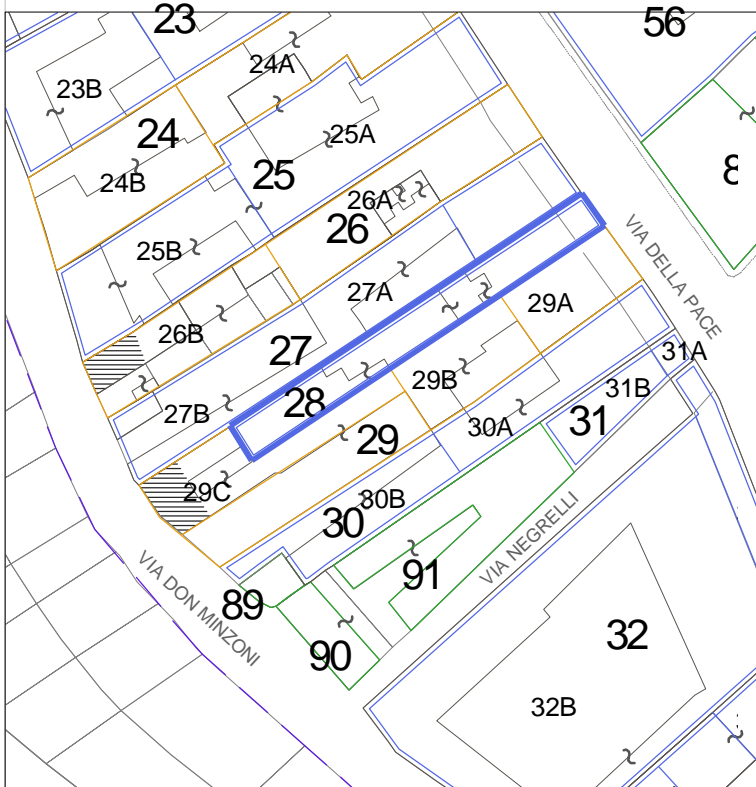 23
56
24A
23B
24
25A
8
25
24B
26A
26
25B
VIA DELLA PACE
27A
29A
26B
27
31A
29B
31B
28
27B
31
30A
29
29C
30B
30
VIA NEGRELLI
91
VIA DON MINZONI
89
32
90
32B